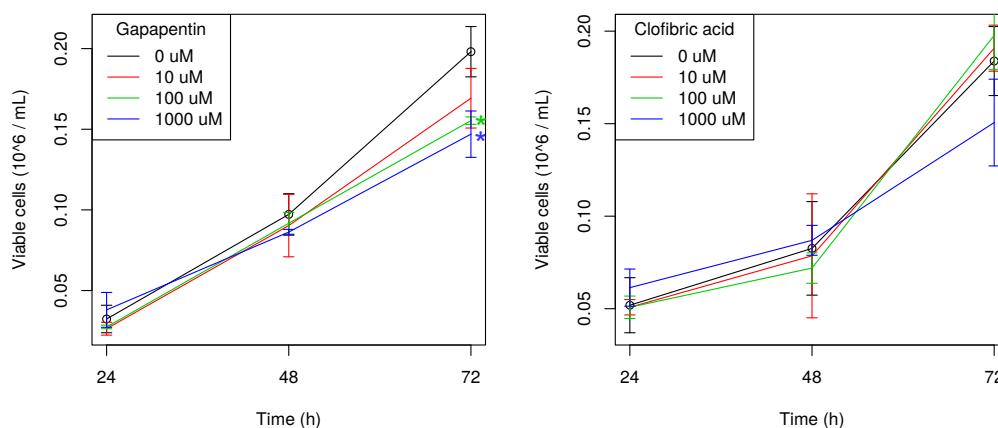 Gapapentin
0 uM
10 uM
100 uM
1000 uM
*
*
Viable cells (10^6 / mL)
0.05
0.10
0.15
0.20
24
48
72
Time (h)
Clofibric acid
0 uM
10 uM
100 uM
1000 uM
Viable cells (10^6 / mL)
0.05
0.10
0.15
0.20
24
48
72
Time (h)